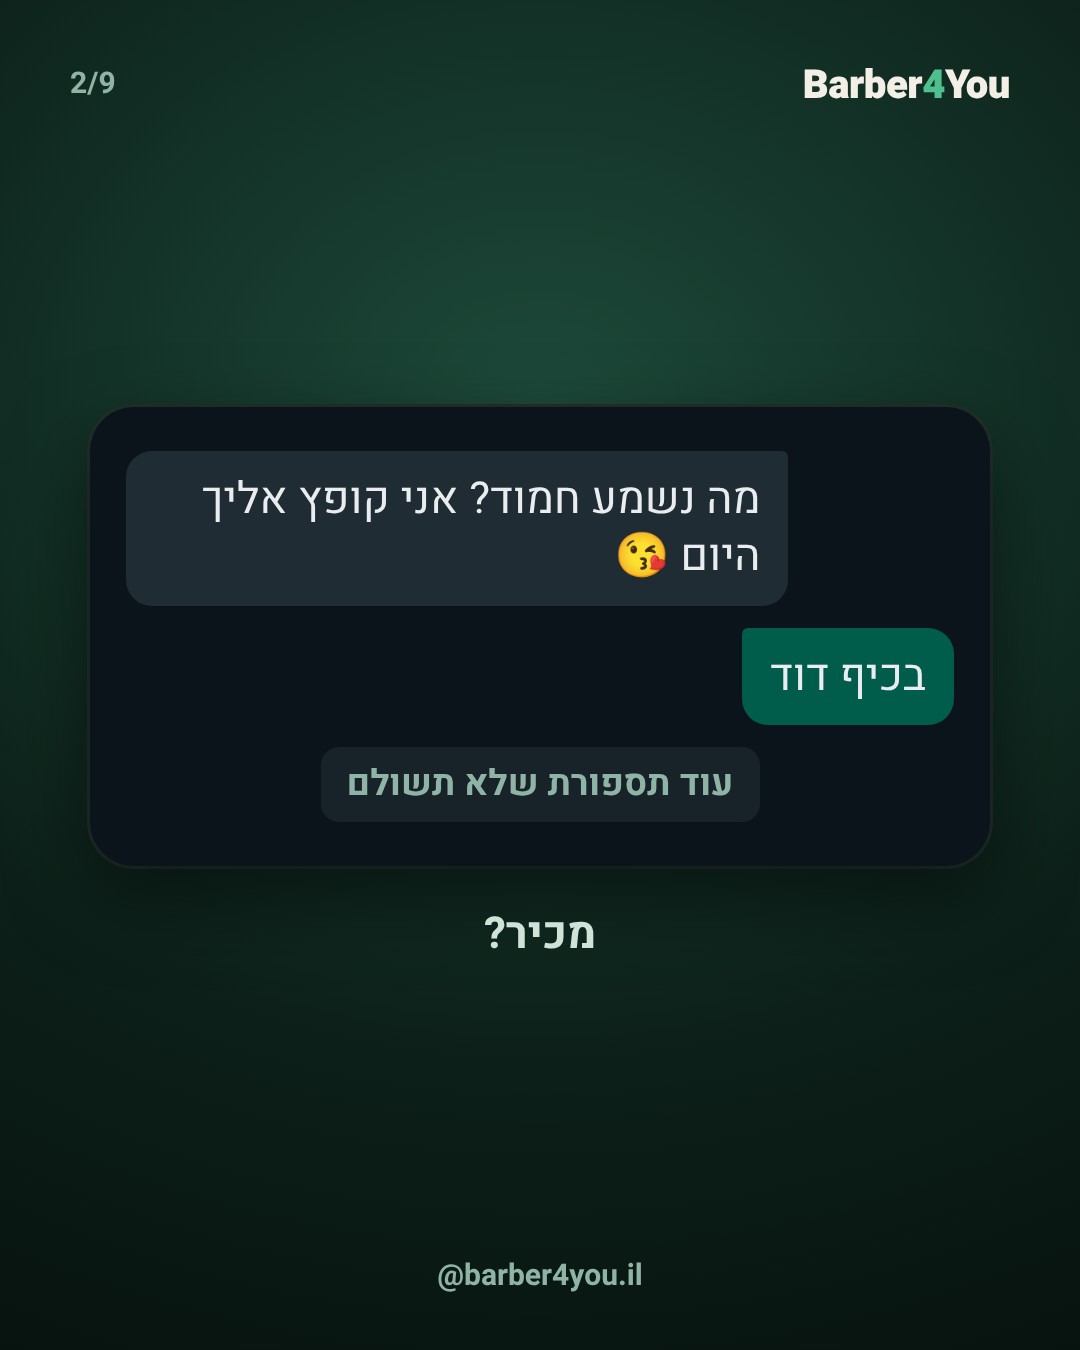 2/9
Barber4You
מה נשמע חמוד? אני קופץ אליך
היום 😘
בכיף דוד
עוד תספורת שלא תשולם
מכיר?
@barber4you.il